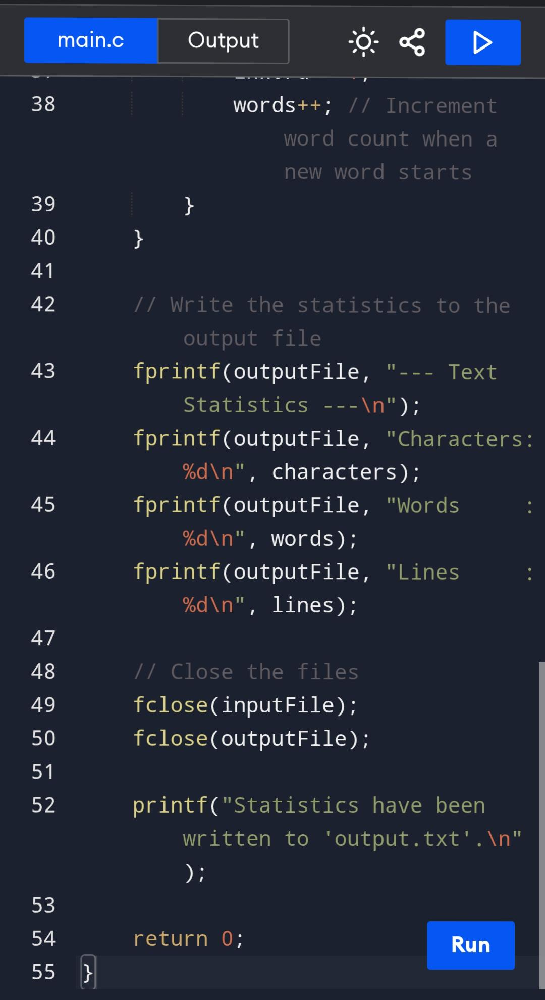 main.c Output
38 words++; // Increment
word count when a
new word starts
39 }
40 }
41
42 // Write the statistics to the
output file
43 fprintf(outputFile, "--- Text
Statistics ---\n");
44 fprintf(outputFile, "Characters:
%d\n", characters);
45 fprintf(outputFile, "Words     :
%d\n", words);
46 fprintf(outputFile, "Lines     :
%d\n", lines);
47
48 // Close the files
49 fclose(inputFile);
50 fclose(outputFile);
51
52 printf("Statistics have been
written to 'output.txt'.\n"
);
53
54 return 0;
Run
55 }